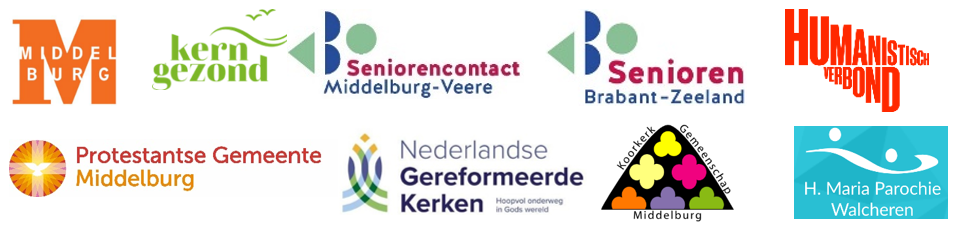 MIDDEL
BURG
kern
gezond
Seniorencontact
Middelburg-Veere
Senioren
Brabant-Zeeland
HUMANISTISCH
VERBOND
Protestantse Gemeente
Middelburg
Nederlandse
Gereformeerde
Kerken
Hoopvol onderweg
in Gods wereld
Koorkerk
Gemeenschap
Middelburg
H. Maria Parochie
Walcheren